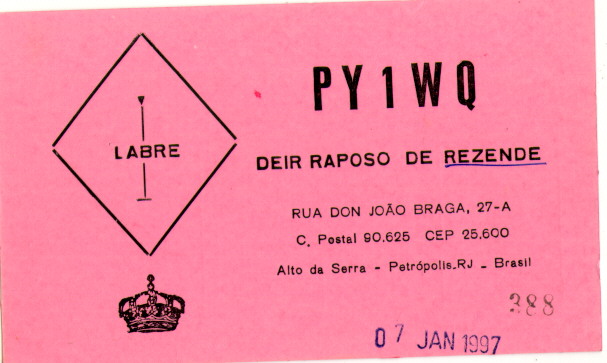 PY1WQ
LABRE
DEIR RAPOSO DE REZENDE
RUA DON JOÃO BRAGA, 27-A
C. Postal 90.625 CEP 25.600
Alto da Serra - Petrópolis-RJ - Brasil
388
07 JAN 1997